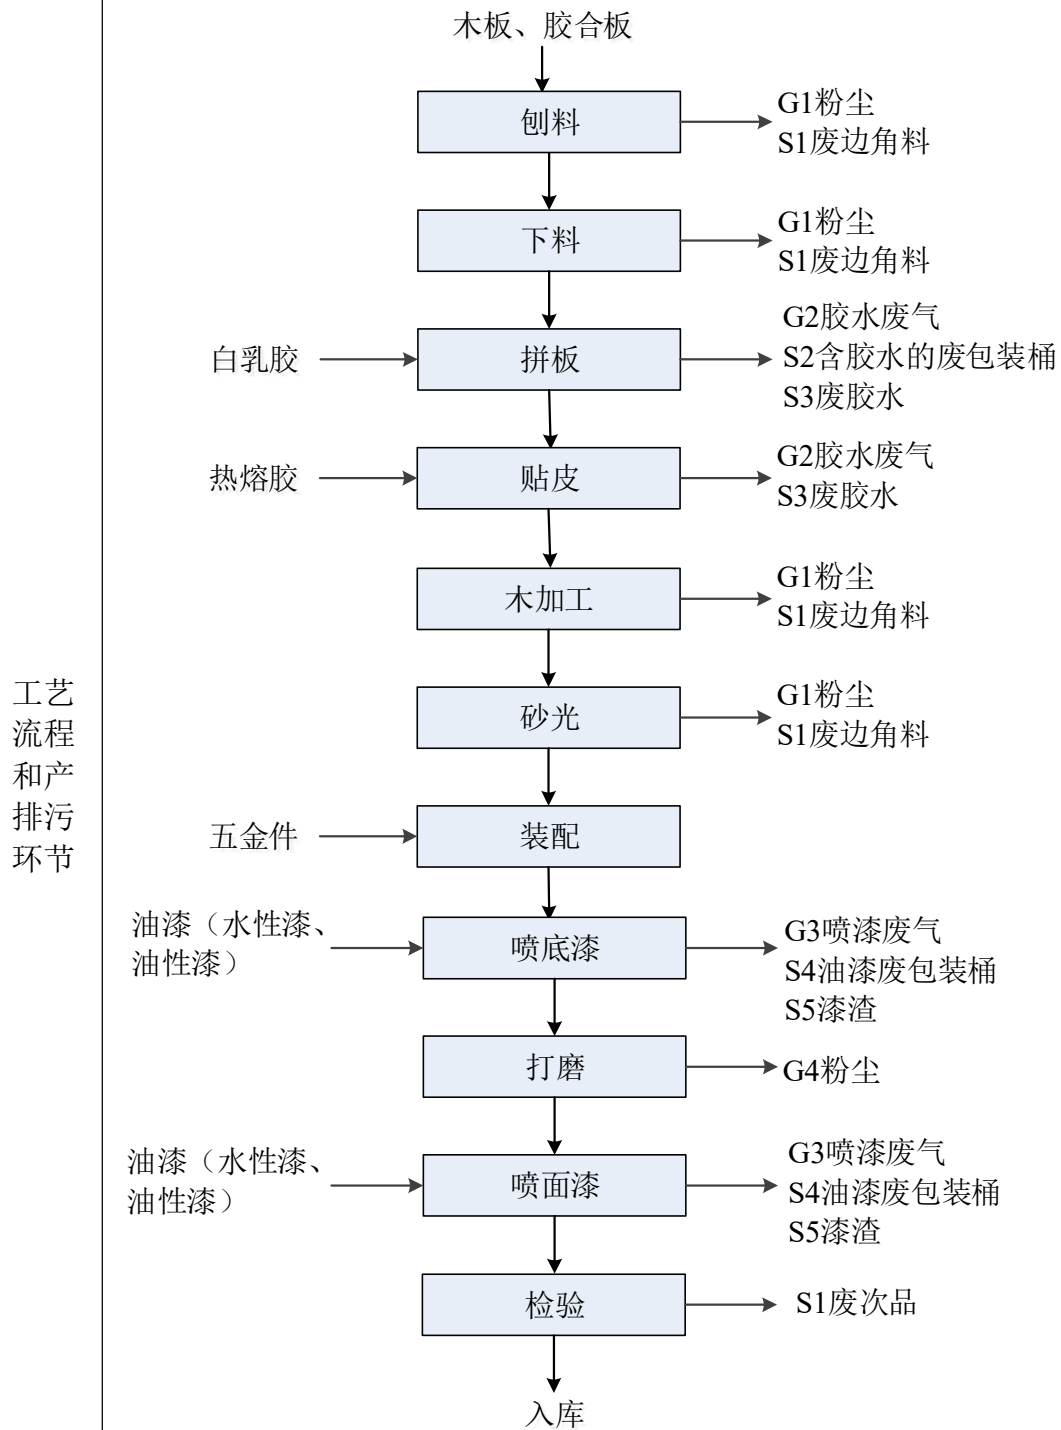 木板、胶合板
刨料
G1粉尘
S1废边角料
下料
G1粉尘
S1废边角料
白乳胶
拼板
G2胶水废气
S2含胶水的废包装桶
S3废胶水
热熔胶
贴皮
G2胶水废气
S3废胶水
木加工
G1粉尘
S1废边角料
工艺
流程
和产
排污
环节
砂光
G1粉尘
S1废边角料
五金件
装配
油漆（水性漆、
油性漆）
喷底漆
G3喷漆废气
S4油漆废包装桶
S5漆渣
打磨
G4粉尘
油漆（水性漆、
油性漆）
喷面漆
G3喷漆废气
S4油漆废包装桶
S5漆渣
检验
S1废次品
入库